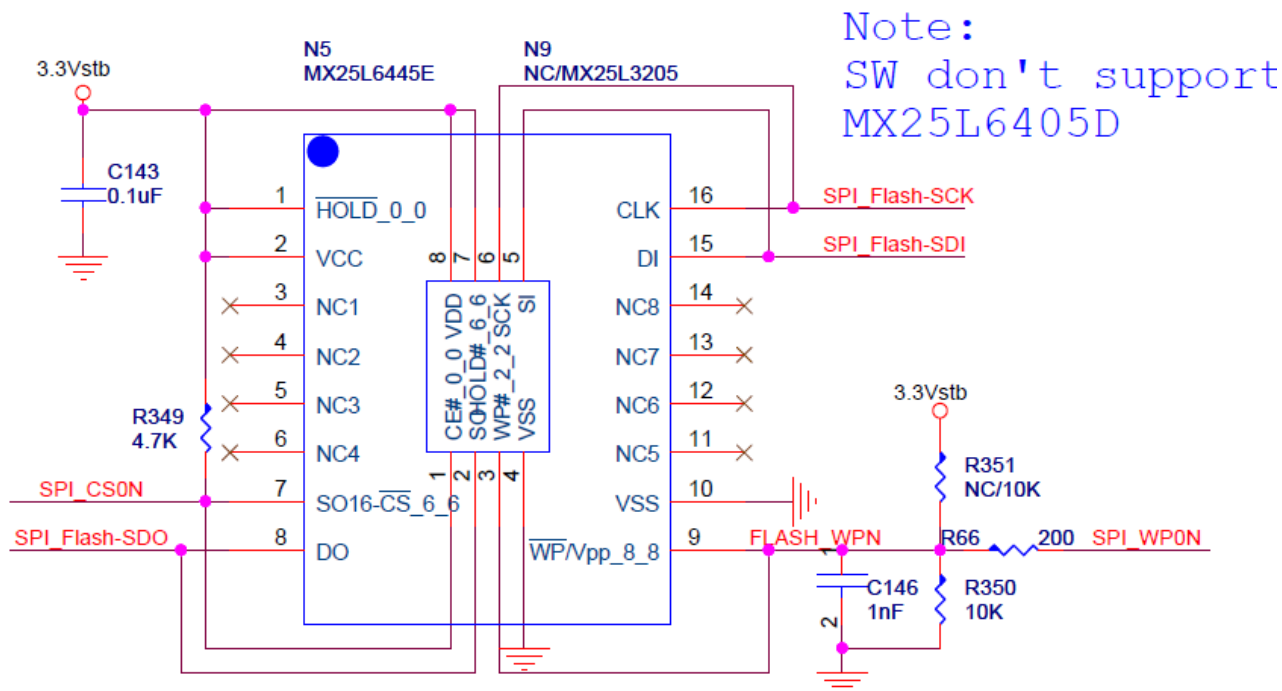 Note:
SW don't support
MX25L6405D
N5
MX25L6445E
N9
NC/MX25L3205
3.3Vstb
C143
0.1uF
1
HOLD_0_0
2
VCC
3
NC1
4
NC2
5
NC3
6
NC4
7
SO16-CS_6_6
8
DO
16
CLK
SPI_Flash-SCK
15
DI
SPI_Flash-SDI
14
NC8
13
NC7
12
NC6
11
NC5
10
VSS
9
WP/Vpp_8_8
8
7
6
5
VDD
HOLD#_6_6
SCK
SI
CE#_0_0
SO
WP#_2_2
VSS
1
2
3
4
R349
4.7K
SPI_CS0N
SPI_Flash-SDO
FLASH_WPN
3.3Vstb
R351
NC/10K
R66
200
SPI_WP0N
1
C146
1nF
2
R350
10K